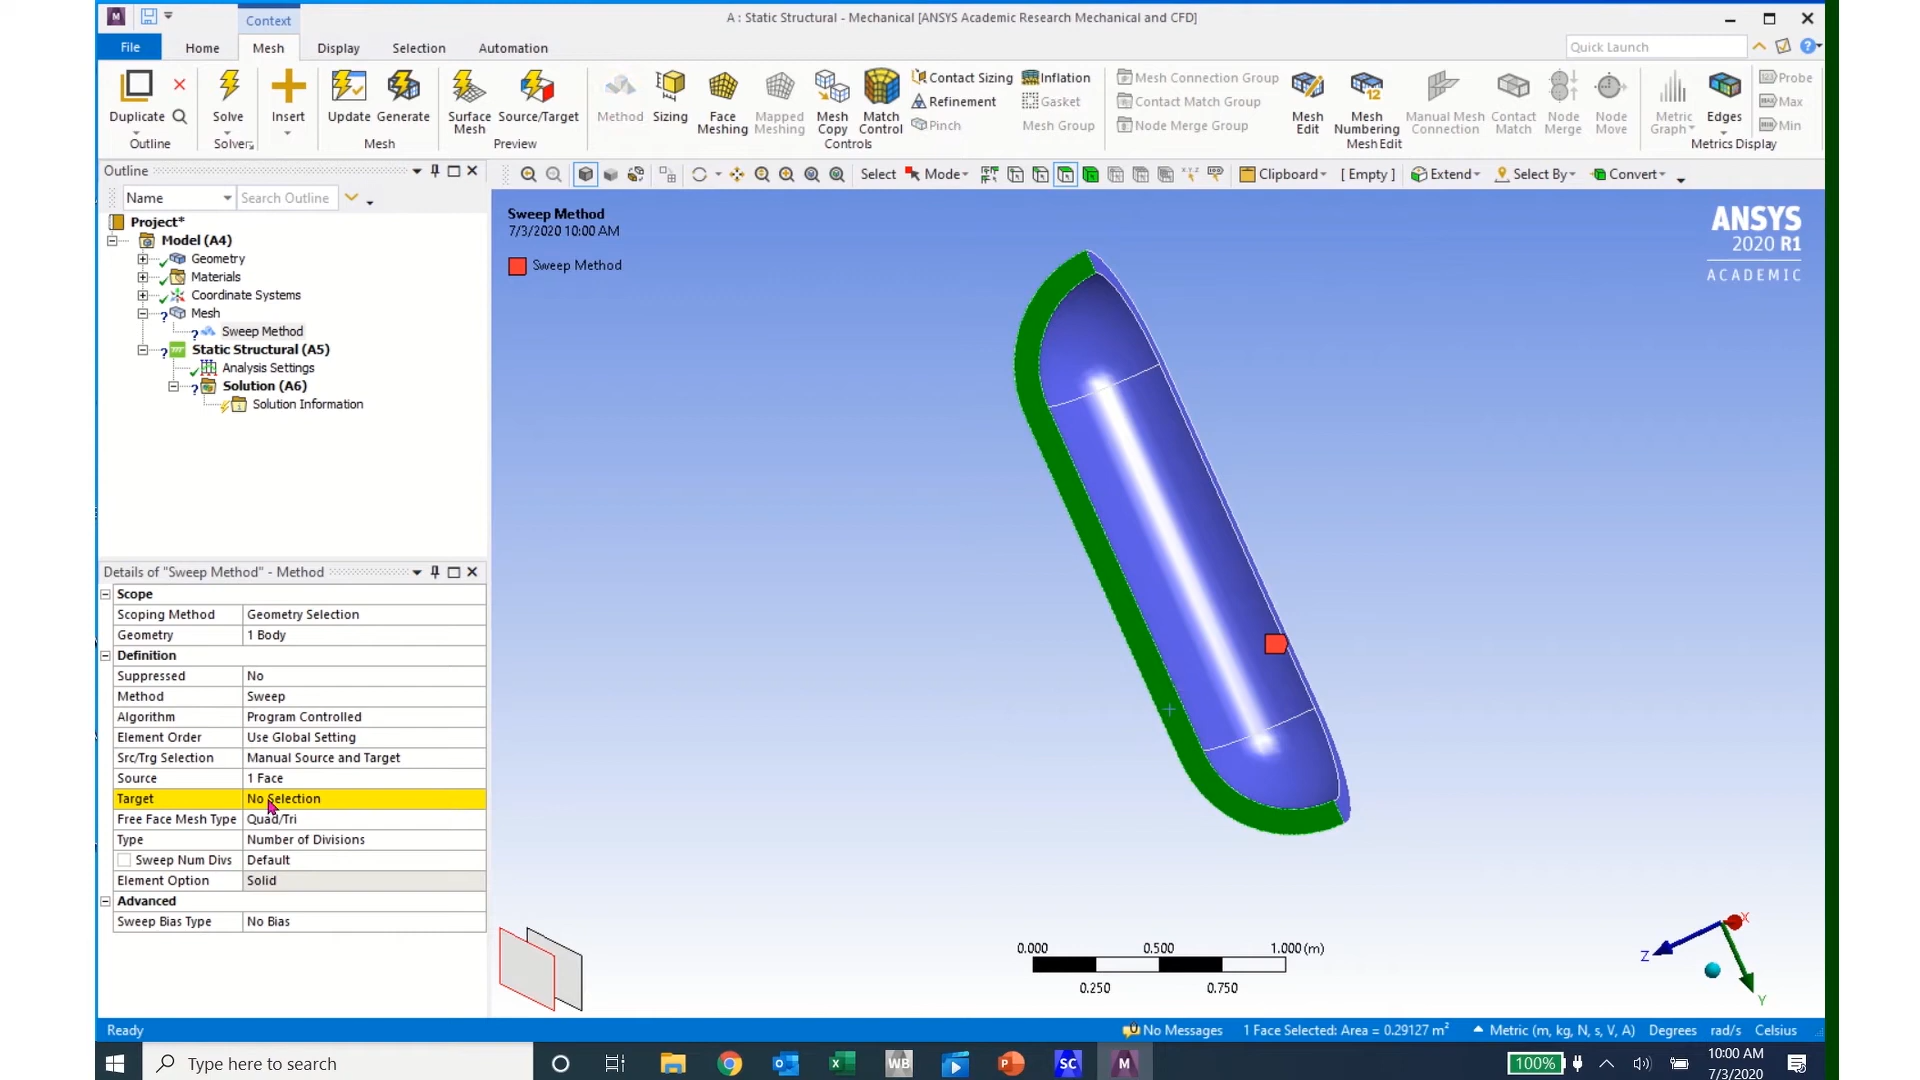 Context
A : Static Structural - Mechanical [ANSYS Academic Research Mechanical and CFD]
File Home Mesh Display Selection Automation
Quick Launch
Duplicate
Outline
Solve
Solver
Insert
Update Generate
Mesh
Surface Mesh Source/Target
Preview
Method Sizing Face Meshing Mapped Meshing Mesh Copy Match Control
Contact Sizing
Refinement
Pinch
Inflation
Gasket
Mesh Group
Controls
Mesh Connection Group
Contact Match Group
Node Merge Group
Mesh Edit Mesh Numbering Manual Mesh Connection Contact Match Node Merge Node Move
Mesh Edit
Metric Graph Edges
Probe
Max
Min
Metrics Display
Outline
Name Search Outline
Select Mode Clipboard [ Empty ] Extend Select By Convert
Project*
Model (A4)
Geometry
Materials
Coordinate Systems
Mesh
Sweep Method
Static Structural (A5)
Analysis Settings
Solution (A6)
Solution Information
Sweep Method
7/3/2020 10:00 AM
Sweep Method
ANSYS
2020 R1
ACADEMIC
Details of "Sweep Method" - Method
Scope
Scoping Method Geometry Selection
Geometry 1 Body
Definition
Suppressed No
Method Sweep
Algorithm Program Controlled
Element Order Use Global Setting
Src/Trg Selection Manual Source and Target
Source 1 Face
Target No Selection
Free Face Mesh Type Quad/Tri
Type Number of Divisions
Sweep Num Divs Default
Element Option Solid
Advanced
Sweep Bias Type No Bias
0.000 0.500 1.000 (m)
0.250 0.750
X
Z
Y
Ready
No Messages 1 Face Selected: Area = 0.29127 m² Metric (m, kg, N, s, V, A) Degrees rad/s Celsius
Type here to search
WB
SC
M
100%
10:00 AM
7/3/2020